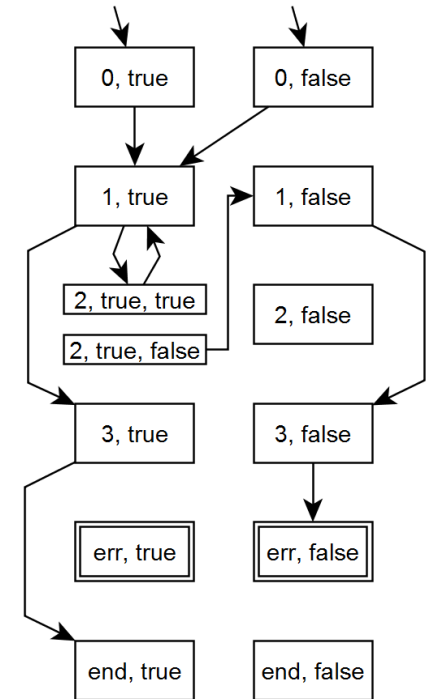 0, true
0, false
1, true
1, false
2, true, true
2, false
2, true, false
3, true
3, false
err, true
err, false
end, true
end, false